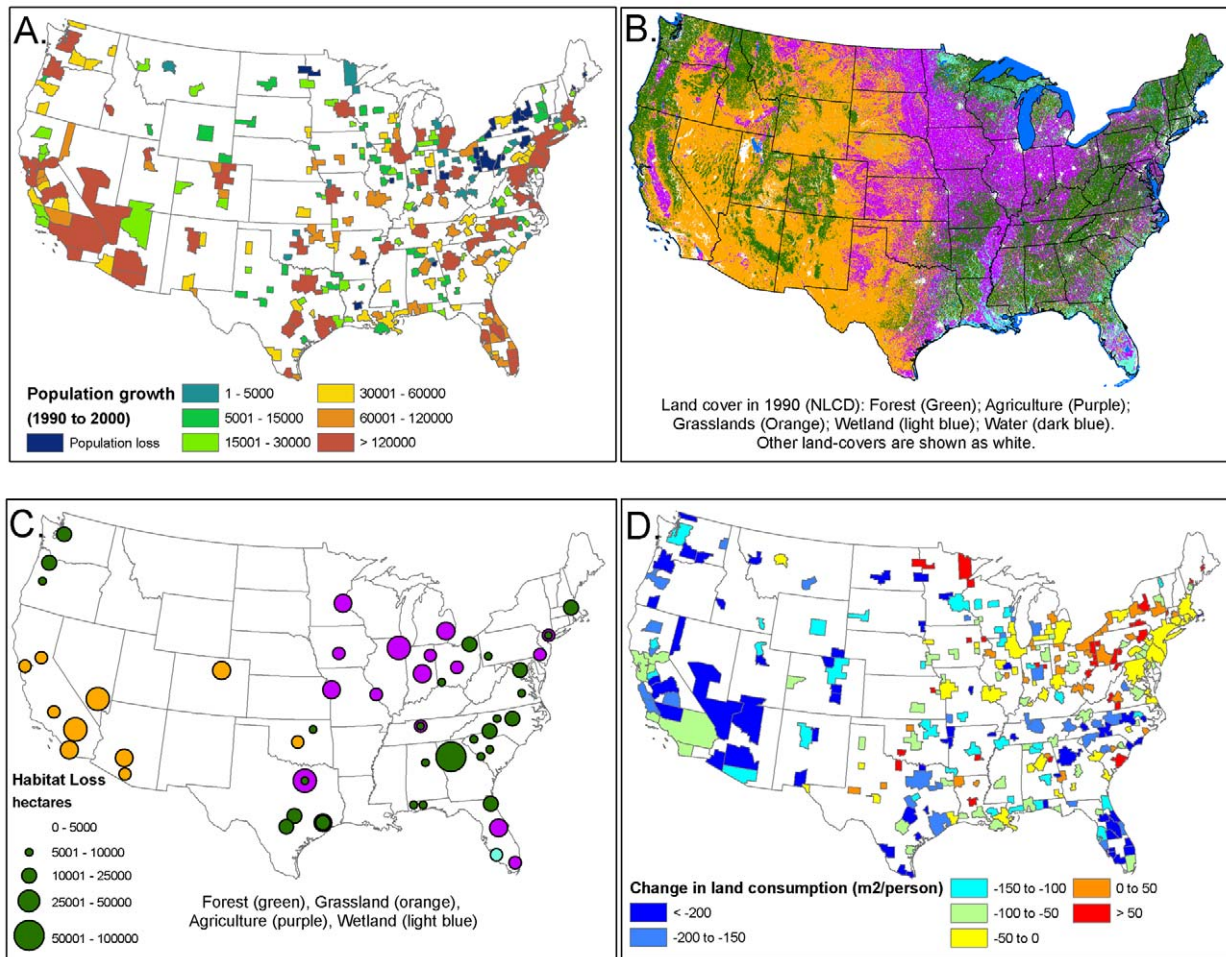 A.
Population growth
(1990 to 2000)
Population loss
1 - 5000
5001 - 15000
15001 - 30000
30001 - 60000
60001 - 120000
> 120000
B.
Land cover in 1990 (NLCD): Forest (Green); Agriculture (Purple);
Grasslands (Orange); Wetland (light blue); Water (dark blue).
Other land-covers are shown as white.
C.
Habitat Loss
hectares
0 - 5000
5001 - 10000
10001 - 25000
25001 - 50000
50001 - 100000
Forest (green), Grassland (orange),
Agriculture (purple), Wetland (light blue)
D.
Change in land consumption (m2/person)
< -200
-200 to -150
-150 to -100
-100 to -50
-50 to 0
0 to 50
> 50